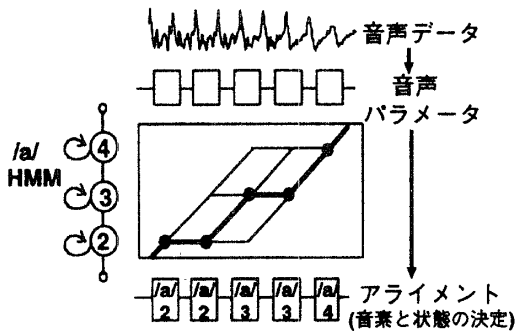 音声データ
音声
パラメータ
/a/
HMM
4
3
2
/a/ /a/ /a/ /a/ /a/
2 2 3 3 4
アライメント
(音素と状態の決定)